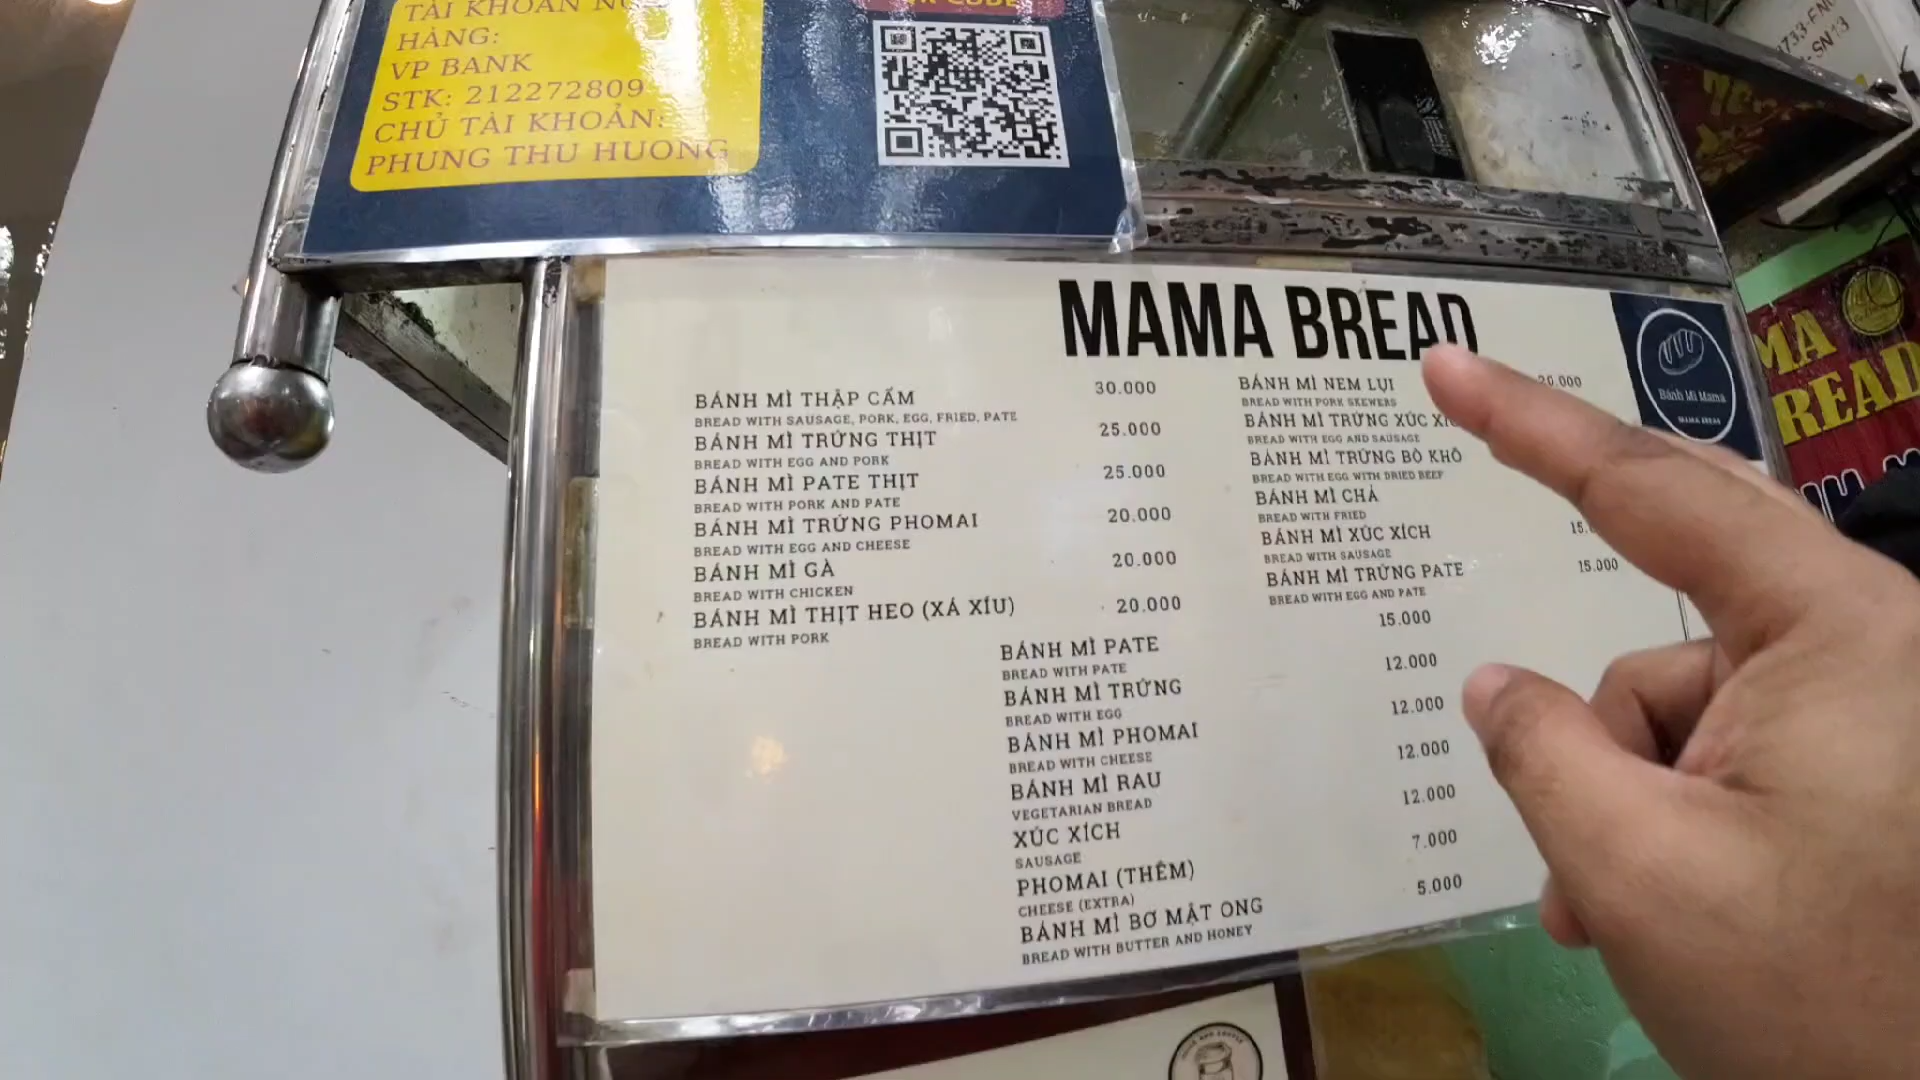 TÀI KHOẢN
HÀNG:
VP BANK
STK: 212272809
CHỦ TÀI KHOẢN:
PHUNG THU HUONG
CODE
MAMA BREAD
BÁNH MÌ THẬP CẨM 30.000
BREAD WITH SAUSAGE, PORK, EGG, FRIED, PATE
BÁNH MÌ TRỨNG THỊT 25.000
BREAD WITH EGG AND PORK
BÁNH MÌ PATE THỊT 25.000
BREAD WITH PORK AND PATE
BÁNH MÌ TRỨNG PHOMAI 20.000
BREAD WITH EGG AND CHEESE
BÁNH MÌ GÀ 20.000
BREAD WITH CHICKEN
BÁNH MÌ THỊT HEO (XÁ XÍU) 20.000
BREAD WITH PORK
BÁNH MÌ NEM LỤI 20.000
BREAD WITH PORK SKEWERS
BÁNH MÌ TRỨNG XÚC
BREAD WITH EGG AND SAUSAGE
BÁNH MÌ TRỨNG BÒ KHÔ
BREAD WITH EGG WITH DRIED BEEF
BÁNH MÌ CHẢ
BREAD WITH FRIED
BÁNH MÌ XÚC XÍCH
BREAD WITH SAUSAGE
BÁNH MÌ TRỨNG PATE 15.000
BREAD WITH EGG AND PATE
15.000
BÁNH MÌ PATE
BREAD WITH PATE 12.000
BÁNH MÌ TRỨNG
BREAD WITH EGG 12.000
BÁNH MÌ PHOMAI
BREAD WITH CHEESE 12.000
BÁNH MÌ RAU
VEGETARIAN BREAD 12.000
XÚC XÍCH
SAUSAGE 7.000
PHOMAI (THÊM)
CHEESE (EXTRA) 5.000
BÁNH MÌ BƠ MẬT ONG
BREAD WITH BUTTER AND HONEY
Bánh Mì Mama
MAMA BREAD
MA
READ